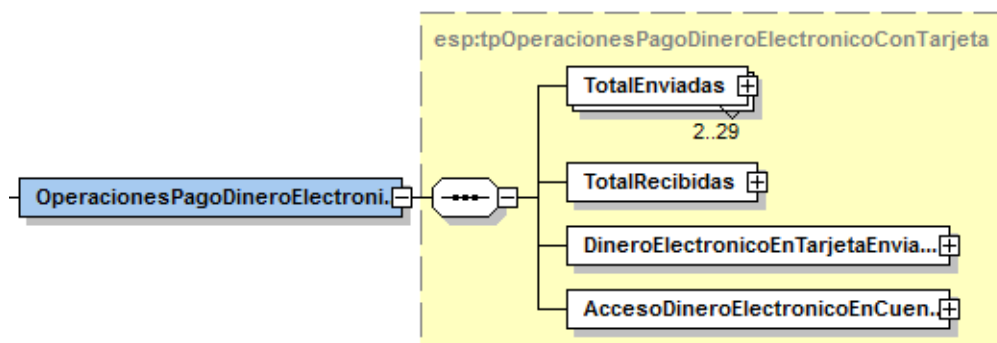 esp:tpOperacionesPagoDineroElectronicoConTarjeta
TotalEnviadas
2..29
TotalRecibidas
OperacionesPagoDineroElectroni..
DineroElectronicoEnTarjetaEnvia...
AccesoDineroElectronicoEnCuen..